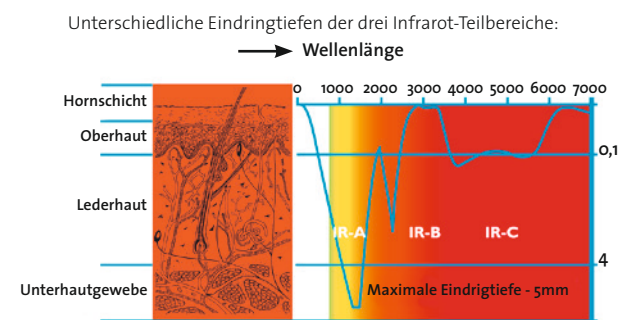 Unterschiedliche Eindringtiefen der drei Infrarot-Teilbereiche:
Wellenlänge
0 1000 2000 3000 4000 5000 6000 7000
Hornschicht
Oberhaut
0,1
Lederhaut
IR-A IR-B IR-C
4
Unterhautgewebe
Maximale Eindrigtiefe - 5mm